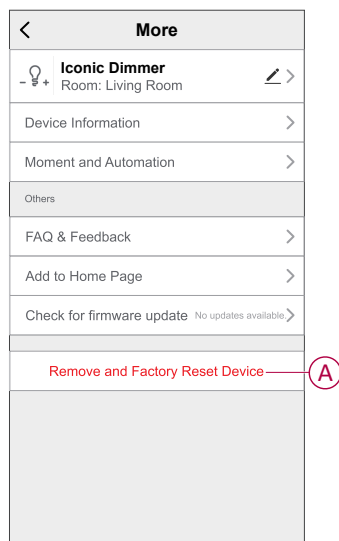 More
Iconic Dimmer
Room: Living Room
Device Information
Moment and Automation
Others
FAQ & Feedback
Add to Home Page
Check for firmware update No updates available.
Remove and Factory Reset Device
A